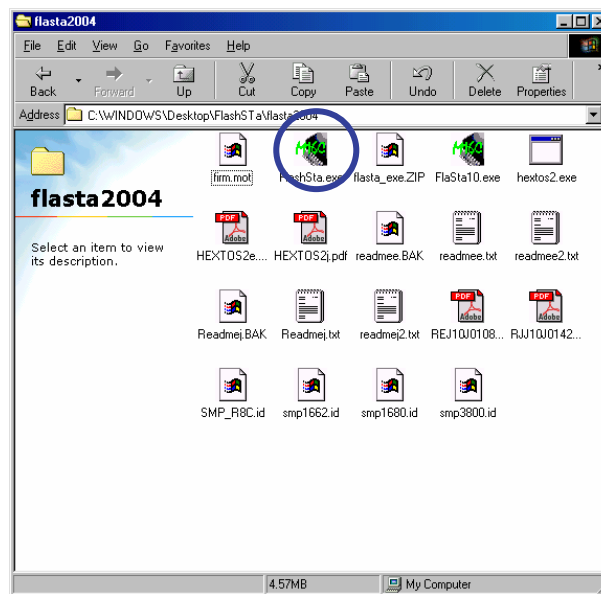 flasta2004
File Edit View Go Favorites Help
Back Forward Up Cut Copy Paste Undo Delete Properties
Address C:\WINDOWS\Desktop\FlashSTa\flasta2004
flasta2004
Select an item to view
its description.
firm.mot FlashSta.exe flasta_exe.ZIP FlaSta10.exe hextos2.exe
HEXTOS2e.... HEXTOS2j.pdf readmee.BAK readmee.txt readmee2.txt
Readmej.BAK Readmej.txt readmej2.txt REJ10J0108... RJJ10J0142...
SMP_R8C.id smp1662.id smp1680.id smp3800.id
4.57MB My Computer